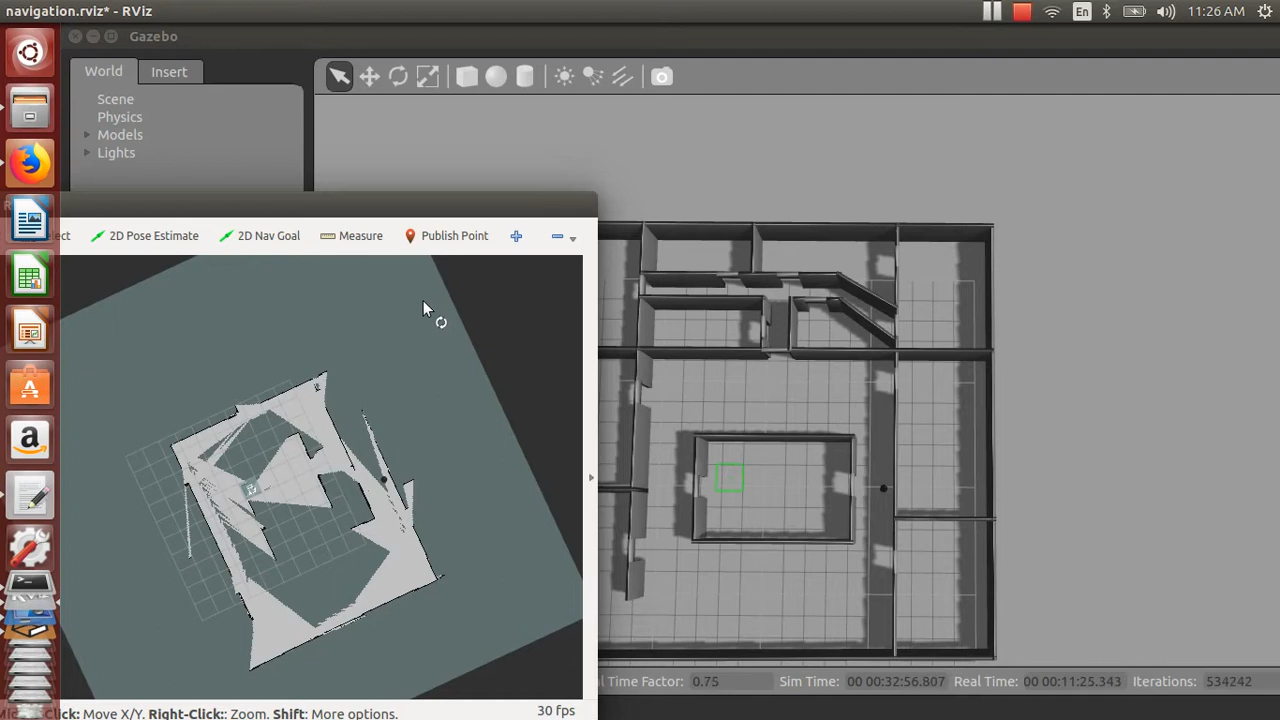 navigation.rviz* - RViz
En
11:26 AM
Gazebo
World
Insert
Scene
Physics
Models
Lights
2D Pose Estimate
2D Nav Goal
Measure
Publish Point
Real Time Factor: 0.75
Sim Time: 00 00:32:56.807
Real Time: 00 00:11:25.343
Iterations: 534242
Click: Move X/Y. Right-Click:: Zoom. Shift: More options.
30 fps